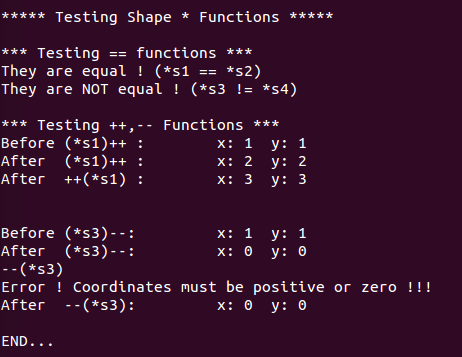 ***** Testing Shape * Functions *****
*** Testing == functions ***
They are equal ! (*s1 == *s2)
They are NOT equal ! (*s3 != *s4)
*** Testing ++,-- Functions ***
Before (*s1)++ :        x: 1  y: 1
After  (*s1)++ :        x: 2  y: 2
After  ++(*s1) :        x: 3  y: 3
Before (*s3)--:         x: 1  y: 1
After  (*s3)--:         x: 0  y: 0
--(*s3)
Error ! Coordinates must be positive or zero !!!
After  --(*s3):         x: 0  y: 0
END...